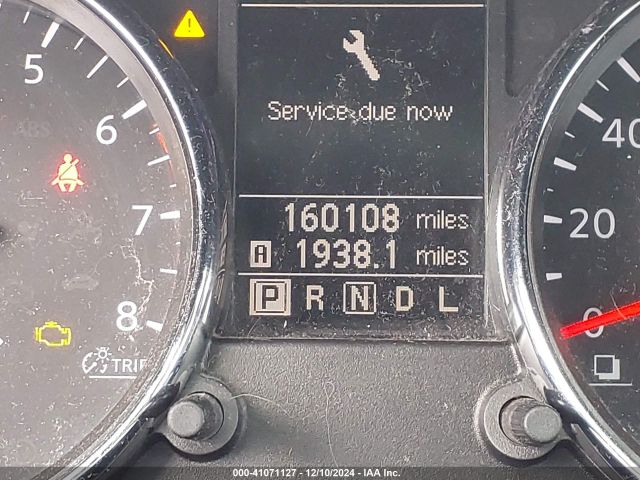 5
6
7
8
ABS
TRIP
Service due now
160108 miles
A 1938.1 miles
P R N D L
40
20
0
000-41071127 - 12/10/2024 - IAA Inc.